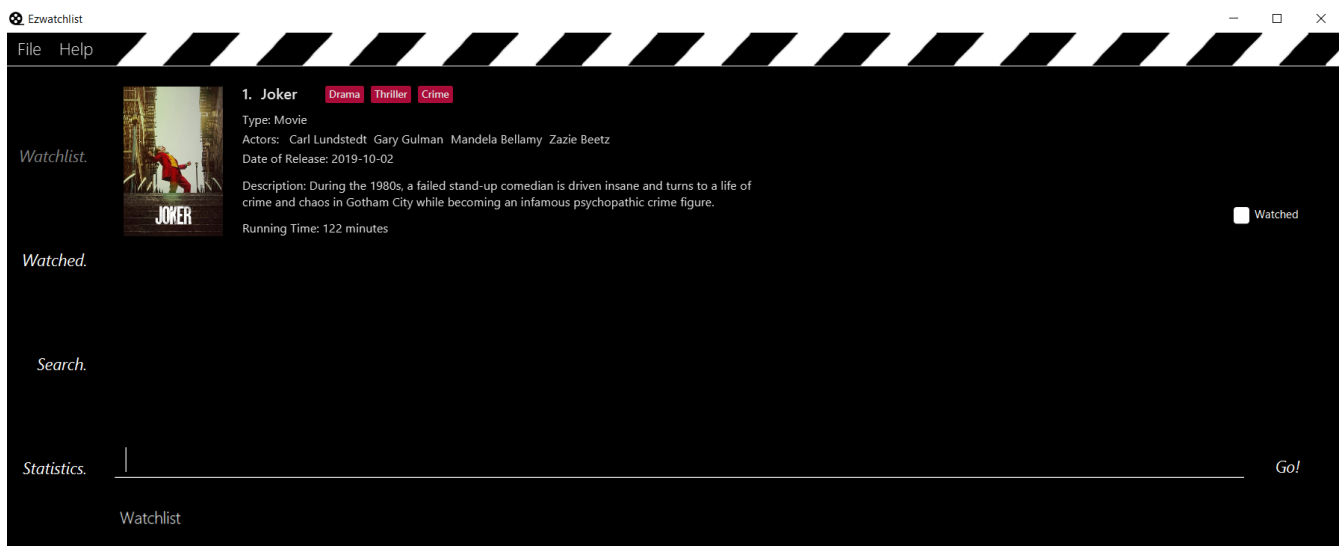 Ezwatchlist
File Help
Watchlist.
Watched.
Search.
Statistics.
JOKER
1. Joker Drama Thriller Crime
Type: Movie
Actors: Carl Lundstedt Gary Gulman Mandela Bellamy Zazie Beetz
Date of Release: 2019-10-02
Description: During the 1980s, a failed stand-up comedian is driven insane and turns to a life of
crime and chaos in Gotham City while becoming an infamous psychopathic crime figure.
Running Time: 122 minutes
Watched
Go!
Watchlist